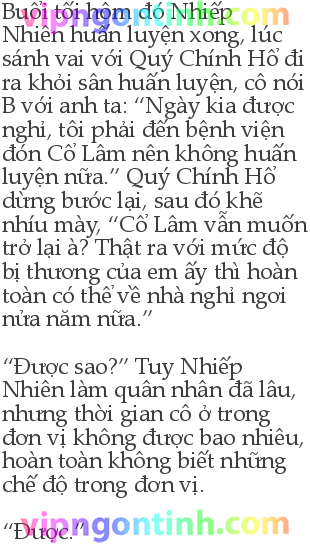 vipngontinh.com
Buổi tối hôm đó, Nhiếp
Nhiên huấn luyện xong, lúc
sánh vai với Quý Chính Hổ đi
ra khỏi sân huấn luyện, cô nói
B với anh ta: “Ngày kia được
nghỉ, tôi phải đến bệnh viện
đón Cổ Lâm nên không huấn
luyện nữa.” Quý Chính Hổ
dừng bước lại, sau đó khẽ
nhíu mày, “Cổ Lâm vẫn muốn
trở lại à? Thật ra với mức độ
bị thương của em ấy thì hoàn
toàn có thể về nhà nghỉ ngơi
nửa năm nữa.”
“Được sao?” Tuy Nhiếp
Nhiên làm quân nhân đã lâu,
nhưng thời gian cô ở trong
đơn vị không được bao nhiêu,
hoàn toàn không biết những
chế độ trong đơn vị.
“Được.”
vipngontinh.com